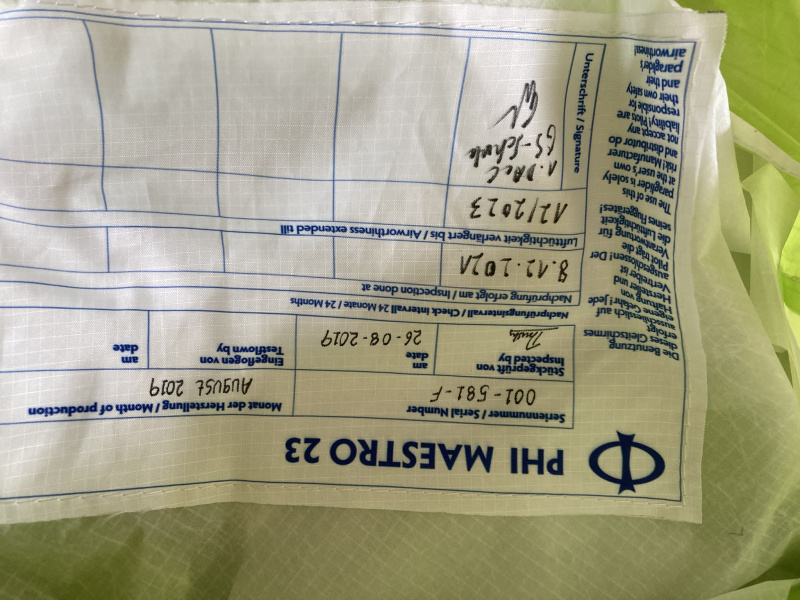 PHI MAESTRO 23
Seriennummer / Serial Number
001-581-F
Monat der Herstellung / Month of production
AUGUST 2019
Stückgeprüft von
Inspected by
am
date
26-08-2019
Eingeflogen von
Testflown by
am
date
Nachprüfungsintervall / Check Intervall 24 Monate / 24 Months
Nachprüfung erfolgt am / Inspection done at
8.12.2021
Lufttüchtigkeit verlängert bis / Airworthiness extended till
12/2023
Unterschrift / Signature
GS-Schule
Die Benutzung
dieses Gleitschirmes
erfolgt
ausschliesslich auf
eigene Gefahr! Jede
Haftung von
Hersteller und
Vertreiber ist
ausgeschlossen! Der
Pilot trägt die
Verantwortung für
die Lufttüchtigkeit
seines Fluggerätes!
The use of this
paraglider is solely
at the user's own
risk! Manufacturer
and distributor do
not accept any
liability! Pilots are
responsible for
their own safety
and their
paraglider's
airworthiness!